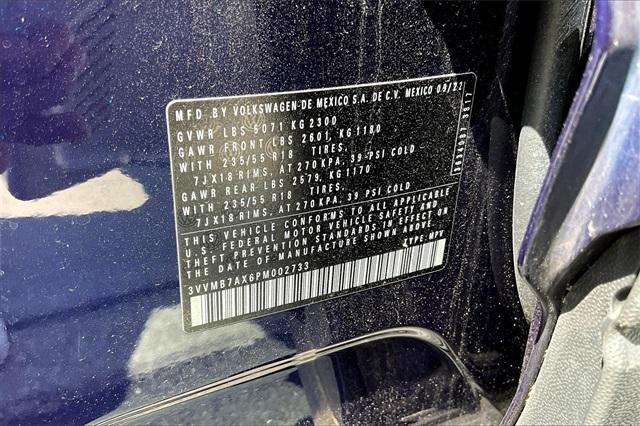 MFD BY VOLKSWAGEN DE MEXICO S.A. DE C.V. MEXICO 09/22
GVWR LBS 5071 KG 2300
GAWR FRONT LBS 2601, KG 1180
WITH 235/55 R18 TIRES.
7JX18 RIMS, AT 270 KPA, 39 PSI COLD
GAWR REAR LBS 2579, KG 1170
WITH 235/55 R18 TIRES.
7JX18 RIMS, AT 270 KPA, 39 PSI COLD
THIS VEHICLE CONFORMS TO ALL APPLICABLE
U.S. FEDERAL MOTOR VEHICLE SAFETY AND
THEFT PREVENTION STANDARDS IN EFFECT ON
THE DATE OF MANUFACTURE SHOWN ABOVE.
TYPE: MPV
3VVMB7AX6PM002733